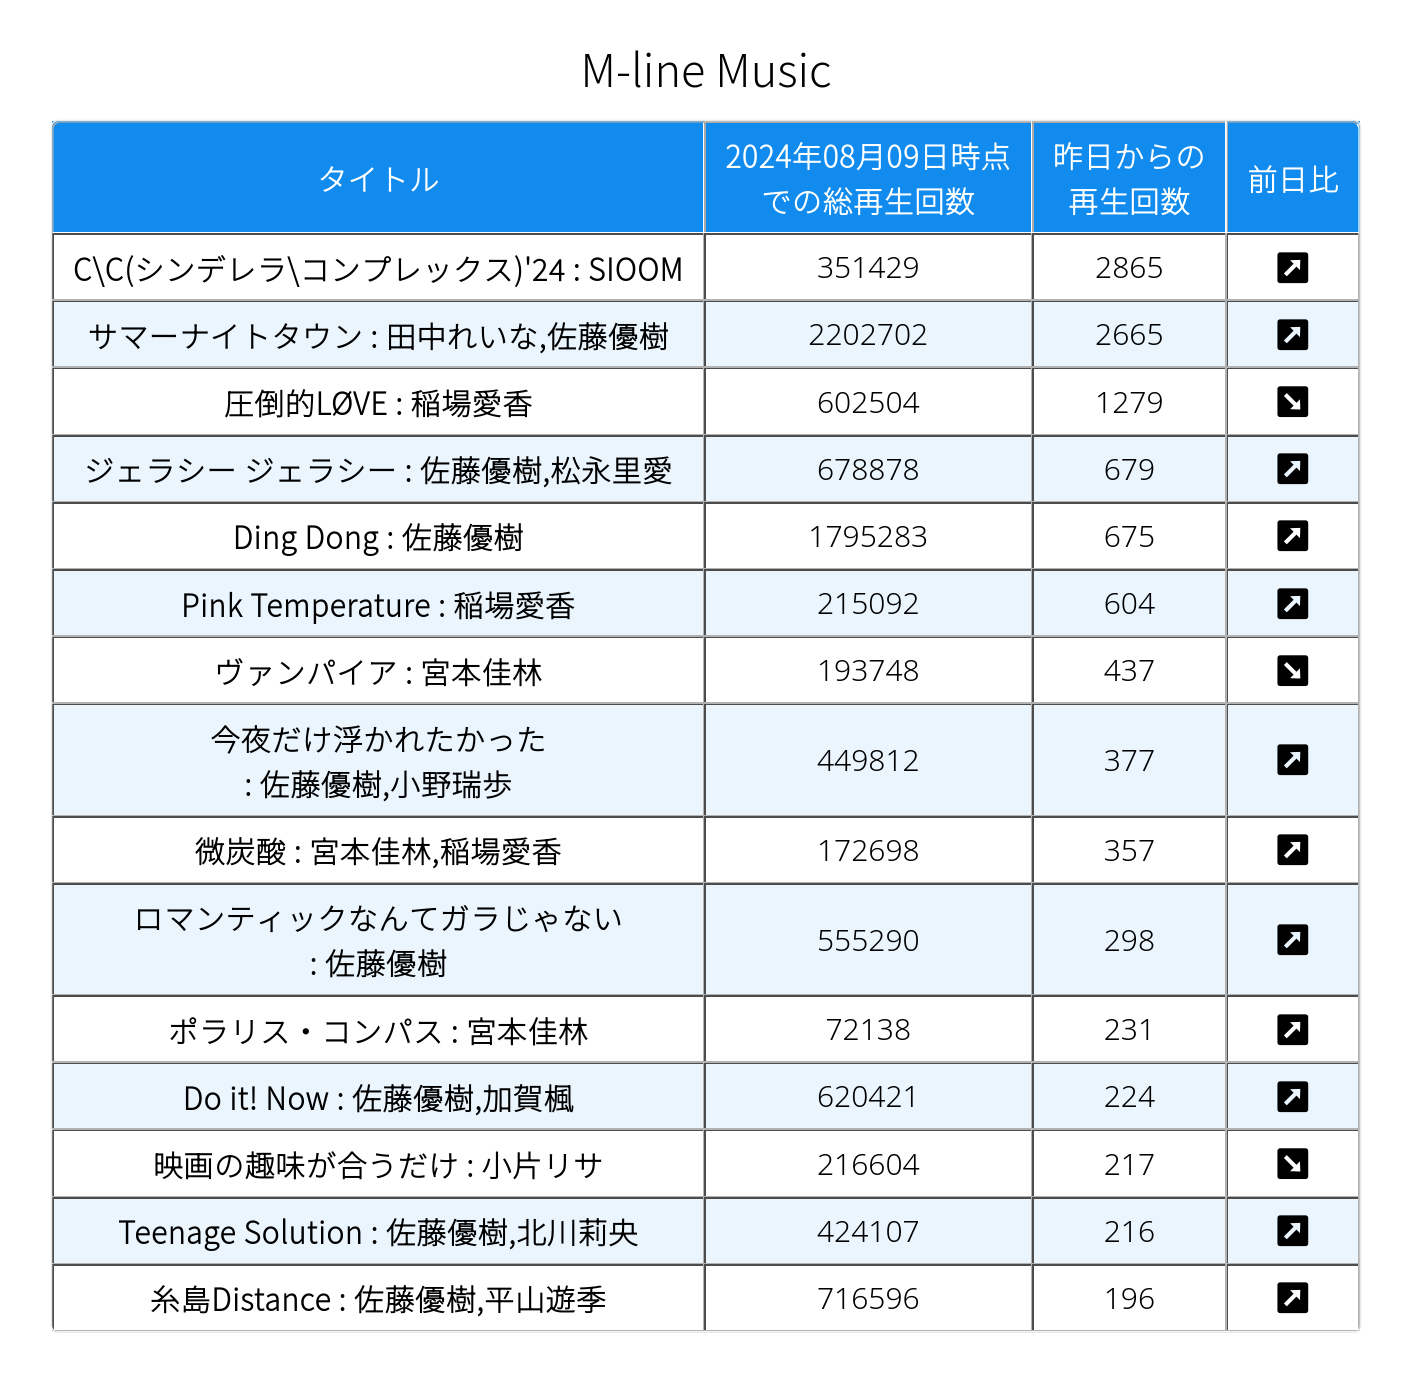 M-line Music
タイトル
2024年08月09日時点
での総再生回数
昨日からの
再生回数
前日比
C\C(シンデレラ\コンプレックス)'24 : SIOOM
351429
2865
サマーナイトタウン : 田中れいな,佐藤優樹
2202702
2665
圧倒的LØVE : 稲場愛香
602504
1279
ジェラシー ジェラシー : 佐藤優樹,松永里愛
678878
679
Ding Dong : 佐藤優樹
1795283
675
Pink Temperature : 稲場愛香
215092
604
ヴァンパイア : 宮本佳林
193748
437
今夜だけ浮かれたかった
: 佐藤優樹,小野瑞歩
449812
377
微炭酸 : 宮本佳林,稲場愛香
172698
357
ロマンティックなんてガラじゃない
: 佐藤優樹
555290
298
ポラリス・コンパス : 宮本佳林
72138
231
Do it! Now : 佐藤優樹,加賀楓
620421
224
映画の趣味が合うだけ : 小片リサ
216604
217
Teenage Solution : 佐藤優樹,北川莉央
424107
216
糸島Distance : 佐藤優樹,平山遊季
716596
196